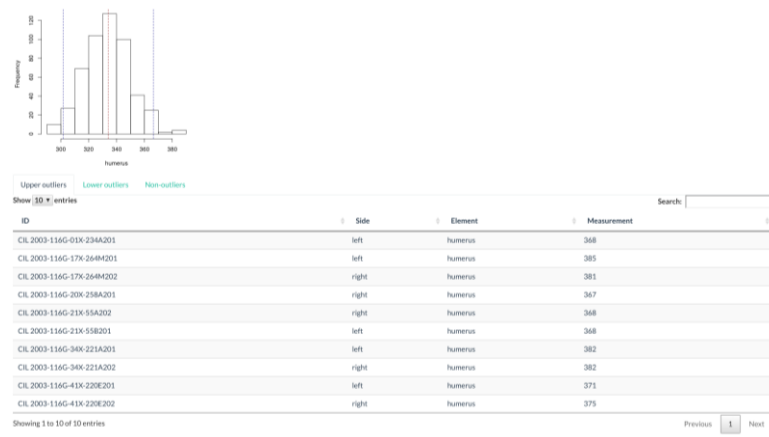 120
100
80
60
40
20
0
Frequency
300 320 340 360 380
humerus
Upper outliers Lower outliers Non-outliers
Show 10 entries Search:
ID Side Element Measurement
CIL 2003-116G-01X-234A201 left humerus 368
CIL 2003-116G-17X-264M201 left humerus 385
CIL 2003-116G-17X-264M202 right humerus 381
CIL 2003-116G-20X-258A201 right humerus 367
CIL 2003-116G-21X-55A202 right humerus 368
CIL 2003-116G-21X-55B201 left humerus 368
CIL 2003-116G-34X-221A201 left humerus 382
CIL 2003-116G-34X-221A202 right humerus 382
CIL 2003-116G-41X-220E201 left humerus 371
CIL 2003-116G-41X-220E202 right humerus 375
Showing 1 to 10 of 10 entries Previous 1 Next